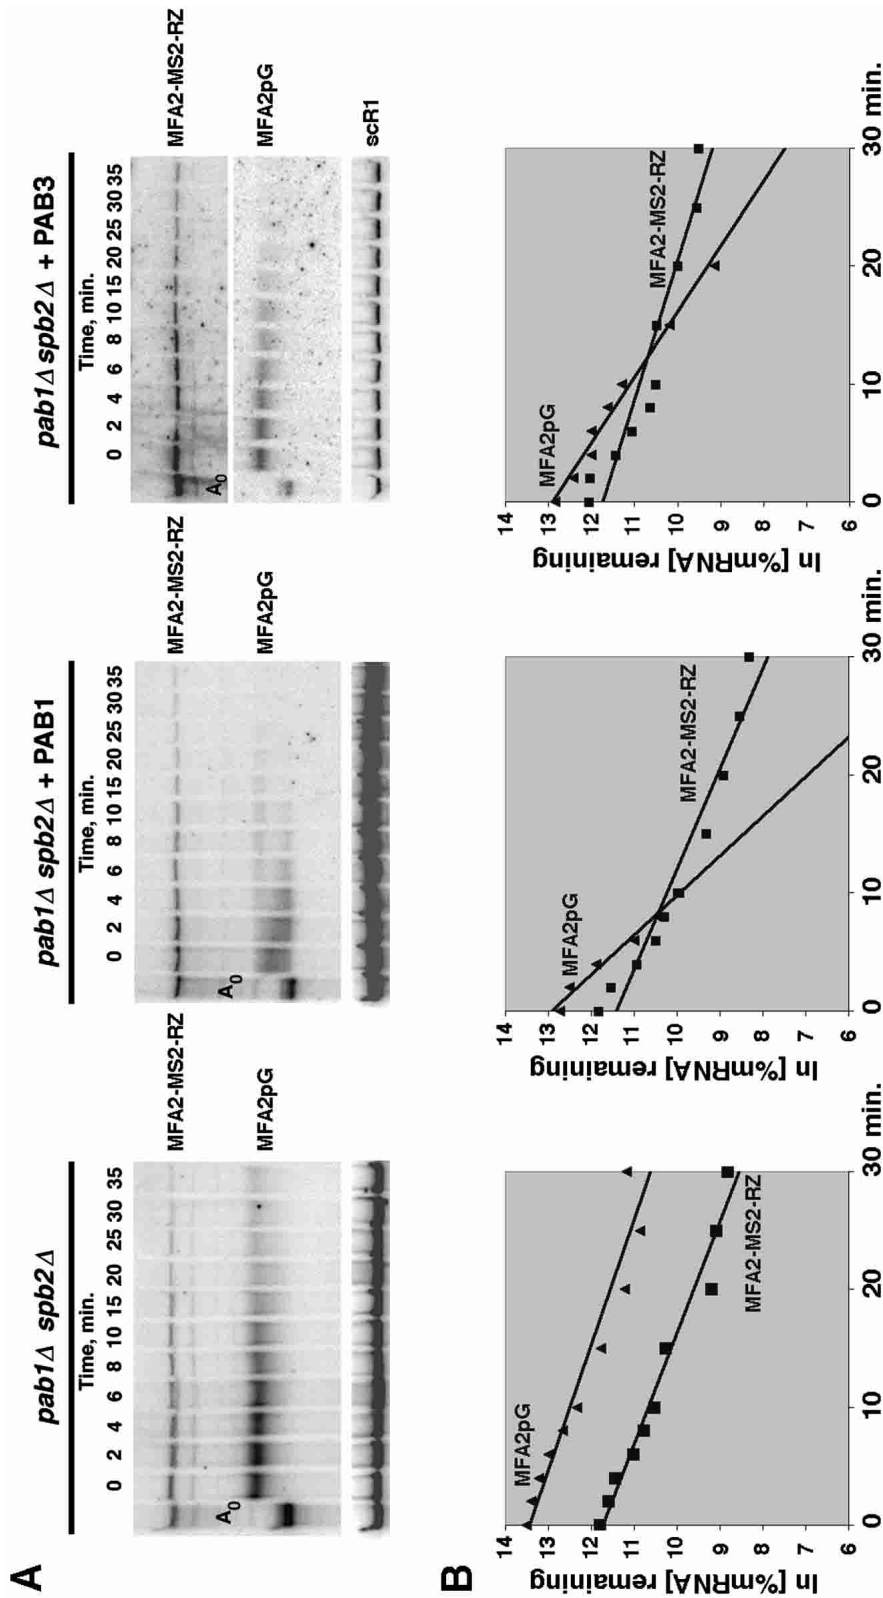 A
pab1Δ spb2Δ
Time, min.
A0 0 2 4 6 8 10 15 20 25 30 35
MFA2-MS2-RZ
MFA2pG
pab1Δ spb2Δ + PAB1
Time, min.
A0 0 2 4 6 8 10 15 20 25 30 35
MFA2-MS2-RZ
MFA2pG
pab1Δ spb2Δ + PAB3
Time, min.
A0 0 2 4 6 8 10 15 20 25 30 35
MFA2-MS2-RZ
MFA2pG
scR1
B
ln [%mRNA] remaining
14
13
12
11
10
9
8
7
6
MFA2pG
MFA2-MS2-RZ
0 10 20 30 min.
ln [%mRNA] remaining
14
13
12
11
10
9
8
7
6
MFA2pG
MFA2-MS2-RZ
0 10 20 30 min.
ln [%mRNA] remaining
14
13
12
11
10
9
8
7
6
MFA2pG
MFA2-MS2-RZ
0 10 20 30 min.